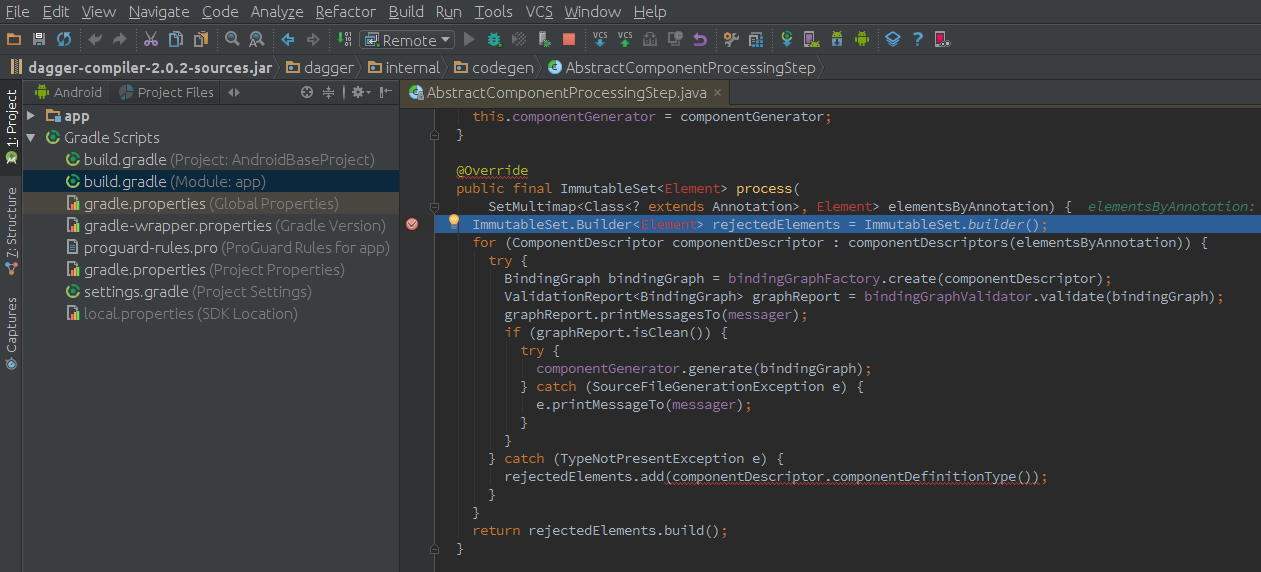 File Edit View Navigate Code Analyze Refactor Build Run Tools VCS Window Help
Remote VCS VCS
dagger-compiler-2.0.2-sources.jar dagger internal codegen AbstractComponentProcessingStep
1: Project
7: Structure
Captures
Android Project Files
app
Gradle Scripts
build.gradle (Project: AndroidBaseProject)
build.gradle (Module: app)
gradle.properties (Global Properties)
gradle-wrapper.properties (Gradle Version)
proguard-rules.pro (ProGuard Rules for app)
gradle.properties (Project Properties)
settings.gradle (Project Settings)
local.properties (SDK Location)
AbstractComponentProcessingStep.java
this.componentGenerator = componentGenerator;
}
@Override
public final ImmutableSet<Element> process(
SetMultimap<Class<? extends Annotation>, Element> elementsByAnnotation) { elementsByAnnotation:
ImmutableSet.Builder<Element> rejectedElements = ImmutableSet.builder();
for (ComponentDescriptor componentDescriptor : componentDescriptors(elementsByAnnotation)) {
try {
BindingGraph bindingGraph = bindingGraphFactory.create(componentDescriptor);
ValidationReport<BindingGraph> graphReport = bindingGraphValidator.validate(bindingGraph);
graphReport.printMessagesTo(messager);
if (graphReport.isClean()) {
try {
componentGenerator.generate(bindingGraph);
} catch (SourceFileGenerationException e) {
e.printMessageTo(messager);
}
}
} catch (TypeNotPresentException e) {
rejectedElements.add(componentDescriptor.componentDefinitionType());
}
}
return rejectedElements.build();
}